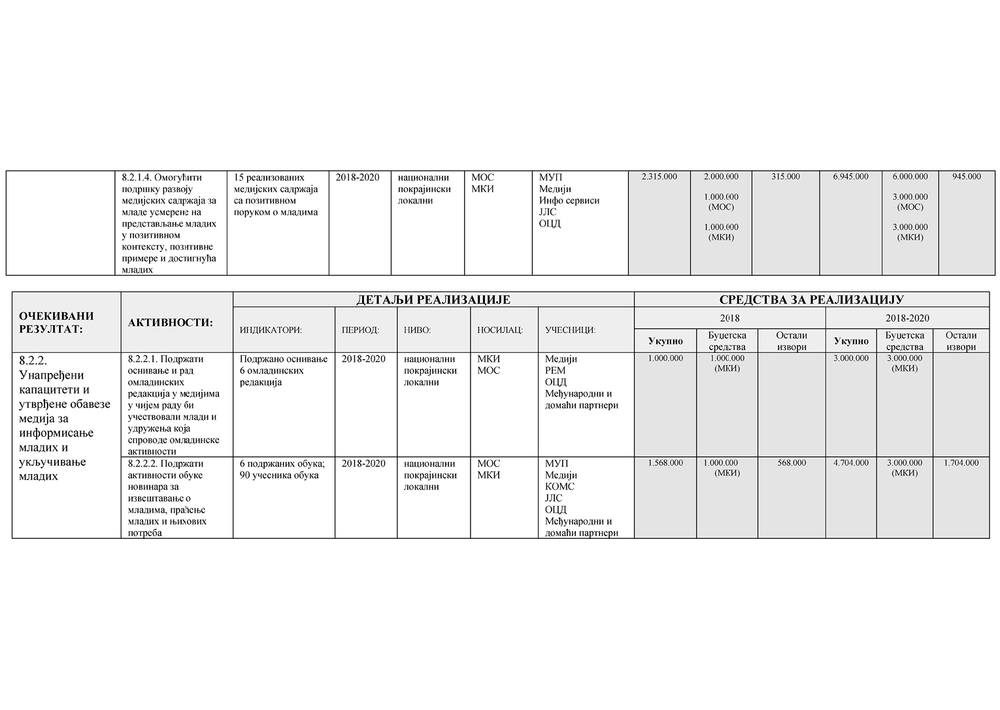 8.2.1.4. Омогућити
подршку развоју
медијских садржаја за
младе усмерене на
представљање младих
у позитивном
контексту, позитивне
примере и достигнућа
младих
15 реализованих
медијских садржаја
са позитивном
поруком о младима
2018-2020
национални
покрајински
локални
МОС
МКИ
МУП
Медији
Инфо сервиси
ЈЛС
ОЦД
2.315.000
2.000.000
1.000.000
(МОС)
1.000.000
(МКИ)
315.000
6.945.000
6.000.000
3.000.000
(МОС)
3.000.000
(МКИ)
945.000
ОЧЕКИВАНИ
РЕЗУЛТАТ:
АКТИВНОСТИ:
ДЕТАЉИ РЕАЛИЗАЦИЈЕ
СРЕДСТВА ЗА РЕАЛИЗАЦИЈУ
ИНДИКАТОРИ:
ПЕРИОД:
НИВО:
НОСИЛАЦ:
УЧЕСНИЦИ:
2018
2018-2020
Укупно
Буџетска
средства
Остали
извори
Укупно
Буџетска
средства
Остали
извори
8.2.2.
Унапређени
капацитети и
утврђене обавезе
медија за
информисање
младих и
укључивање
младих
8.2.2.1. Подржати
оснивање и рад
омладинских
редакција у медијима
у чијем раду би
учествовали млади и
удружења која
спроводе омладинске
активности
Подржано оснивање
6 омладинских
редакција
2018-2020
национални
покрајински
локални
МКИ
МОС
Медији
РЕМ
ОЦД
Међународни и
домаћи партнери
1.000.000
1.000.000
(МКИ)
3.000.000
3.000.000
(МКИ)
8.2.2.2. Подржати
активности обуке
новинара за
извештавање о
младима, праћење
младих и њихових
потреба
6 подржаних обука;
90 учесника обука
2018-2020
национални
покрајински
локални
МОС
МКИ
МУП
Медији
КОМС
ЈЛС
ОЦД
Међународни и
домаћи партнери
1.568.000
1.000.000
(МКИ)
568.000
4.704.000
3.000.000
(МКИ)
1.704.000